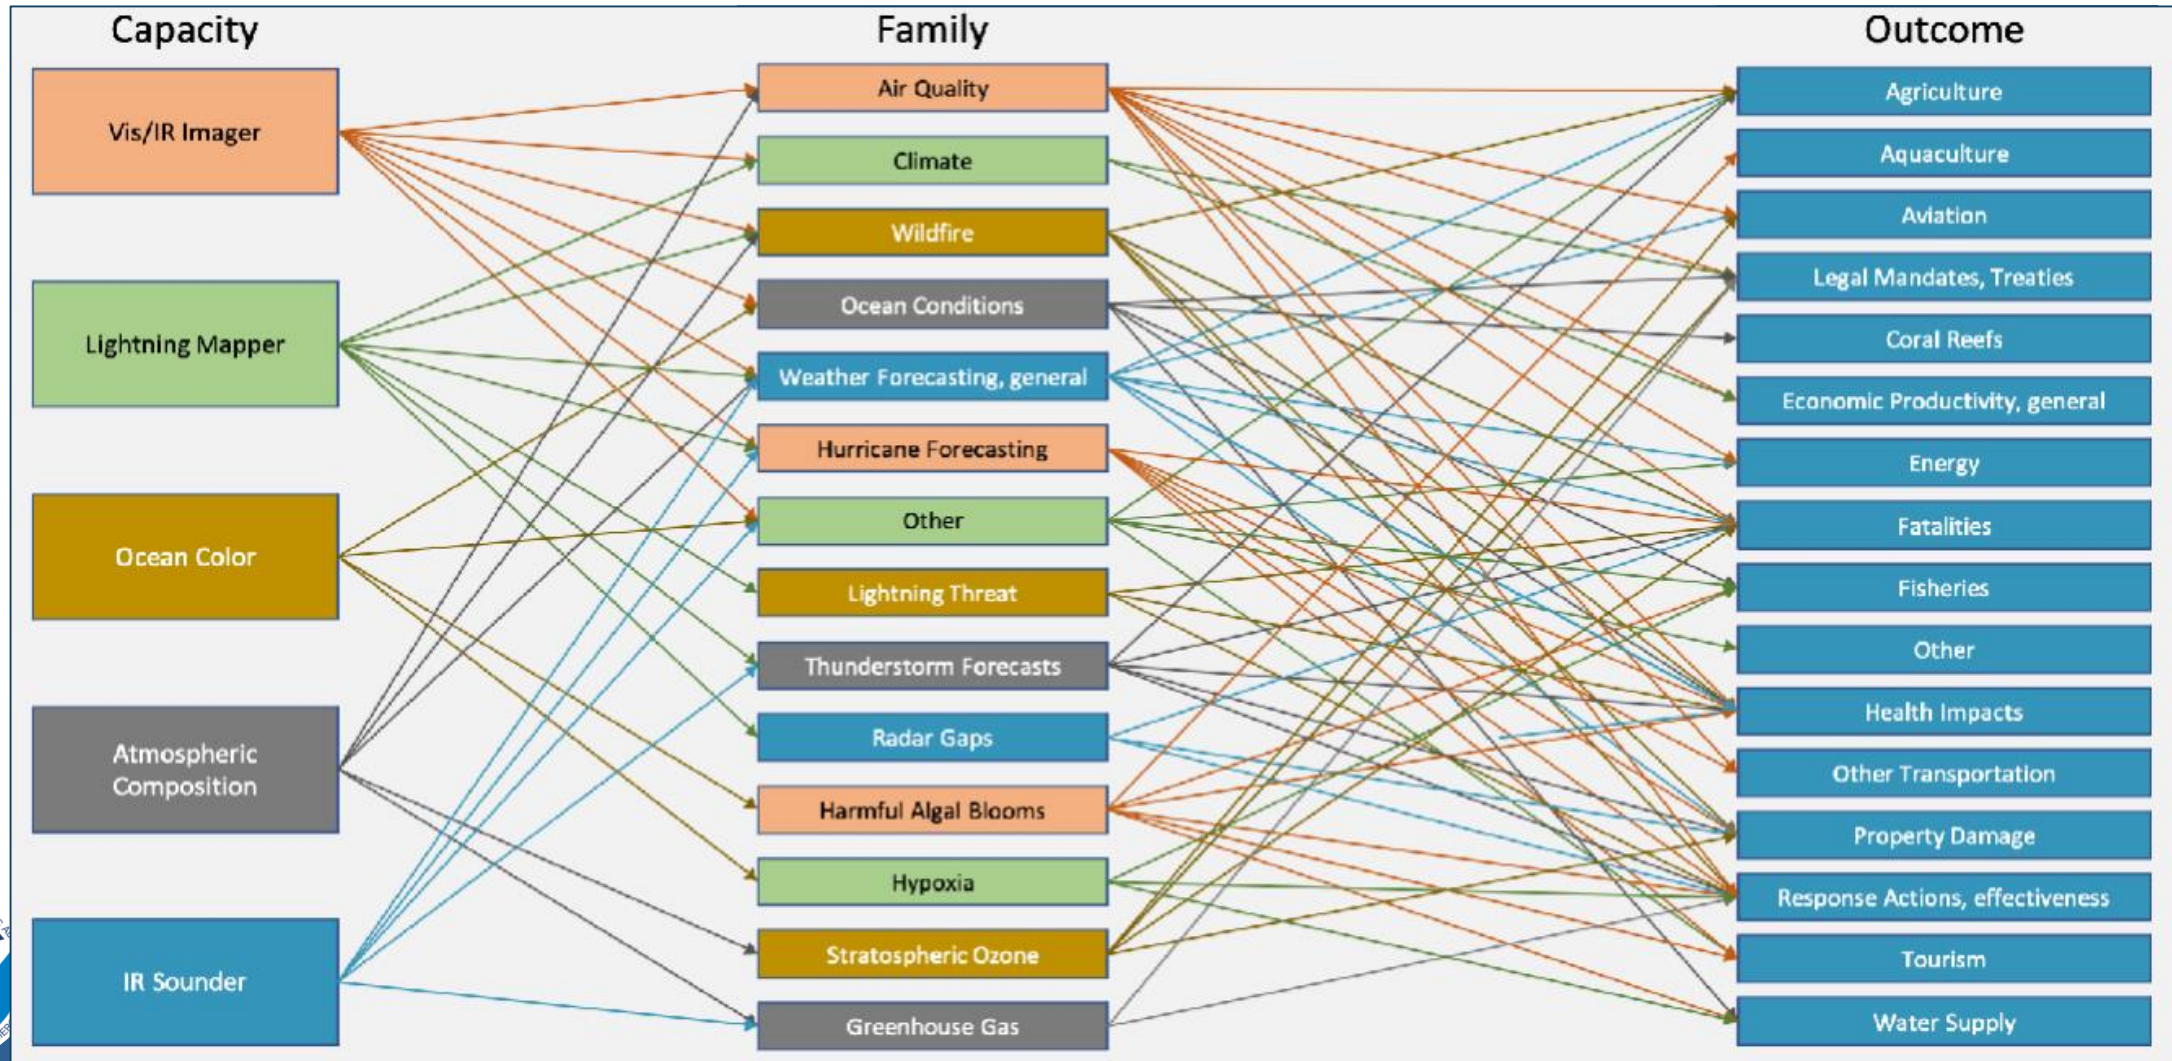 Capacity
Family
Outcome
Vis/IR Imager
Lightning Mapper
Ocean Color
Atmospheric
Composition
IR Sounder
Air Quality
Climate
Wildfire
Ocean Conditions
Weather Forecasting, general
Hurricane Forecasting
Other
Lightning Threat
Thunderstorm Forecasts
Radar Gaps
Harmful Algal Blooms
Hypoxia
Stratospheric Ozone
Greenhouse Gas
Agriculture
Aquaculture
Aviation
Legal Mandates, Treaties
Coral Reefs
Economic Productivity, general
Energy
Fatalities
Fisheries
Other
Health Impacts
Other Transportation
Property Damage
Response Actions, effectiveness
Tourism
Water Supply